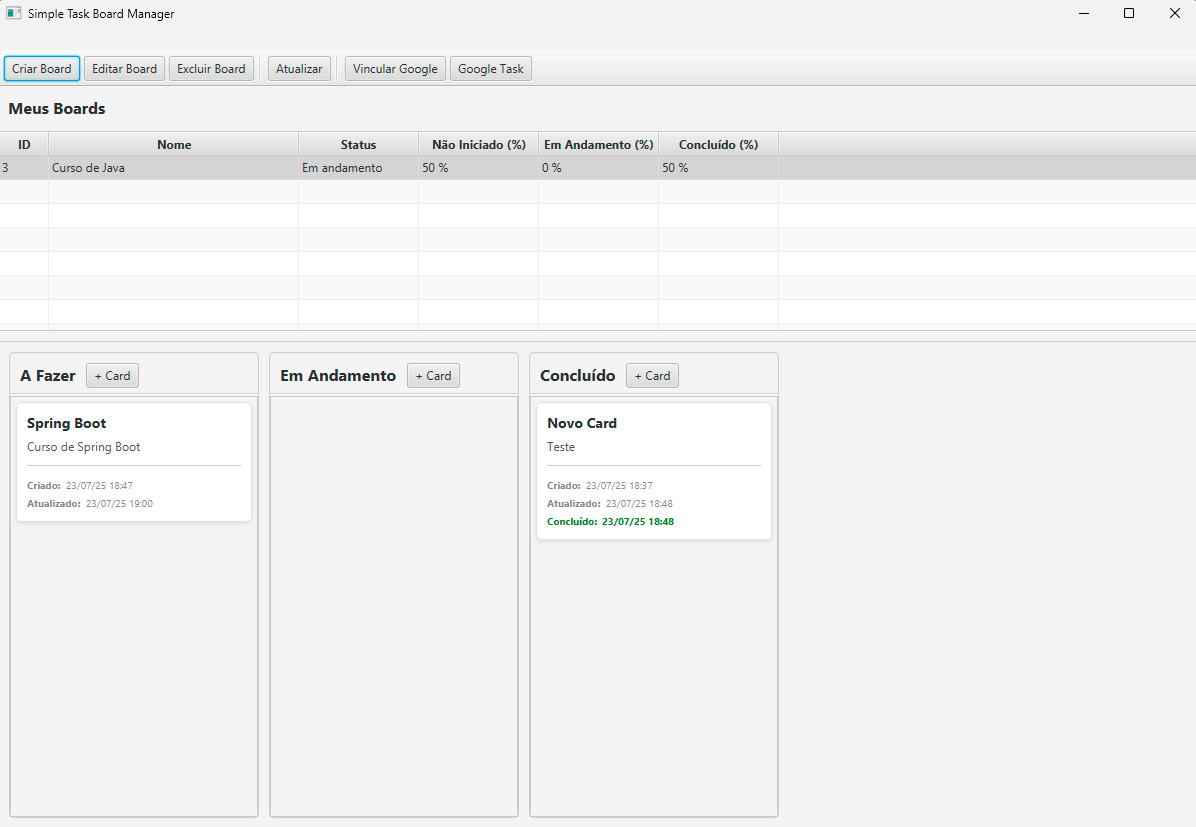 Simple Task Board Manager
Criar Board Editar Board Excluir Board Atualizar Vincular Google Google Task
Meus Boards
ID Nome Status Não Iniciado (%) Em Andamento (%) Concluído (%)
3 Curso de Java Em andamento 50 % 0 % 50 %
A Fazer + Card
Spring Boot
Curso de Spring Boot
Criado: 23/07/25 18:47
Atualizado: 23/07/25 19:00
Em Andamento + Card
Concluído + Card
Novo Card
Teste
Criado: 23/07/25 18:37
Atualizado: 23/07/25 18:48
Concluído: 23/07/25 18:48